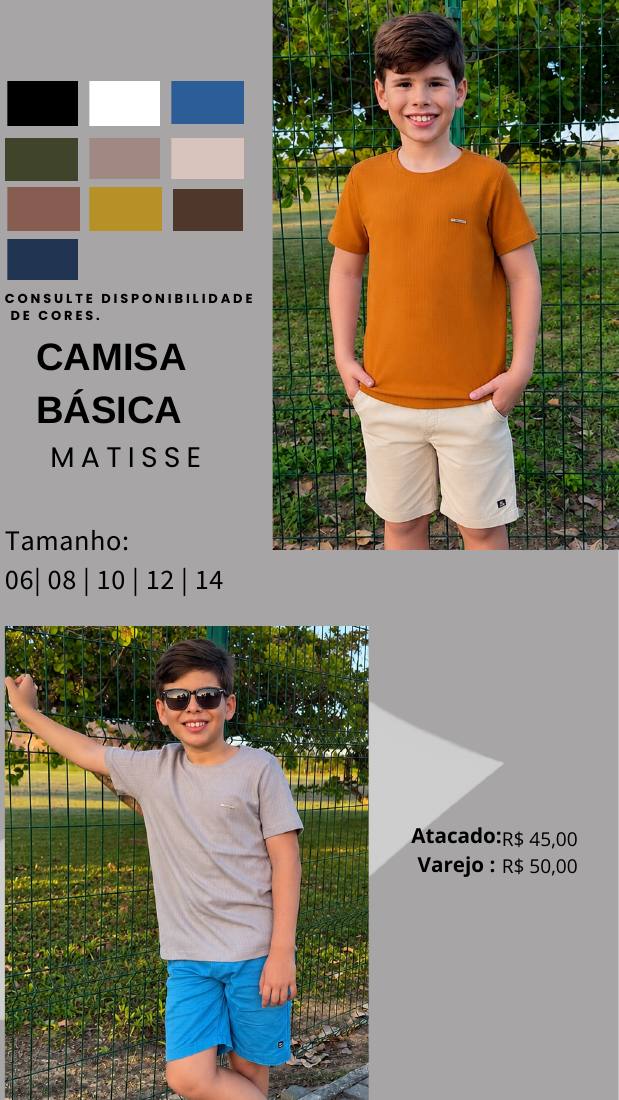 CONSULTE DISPONIBILIDADE
DE CORES.
CAMISA
BÁSICA
MATISSE
Tamanho:
06| 08 | 10 | 12 | 14
Atacado:R$ 45,00
Varejo : R$ 50,00